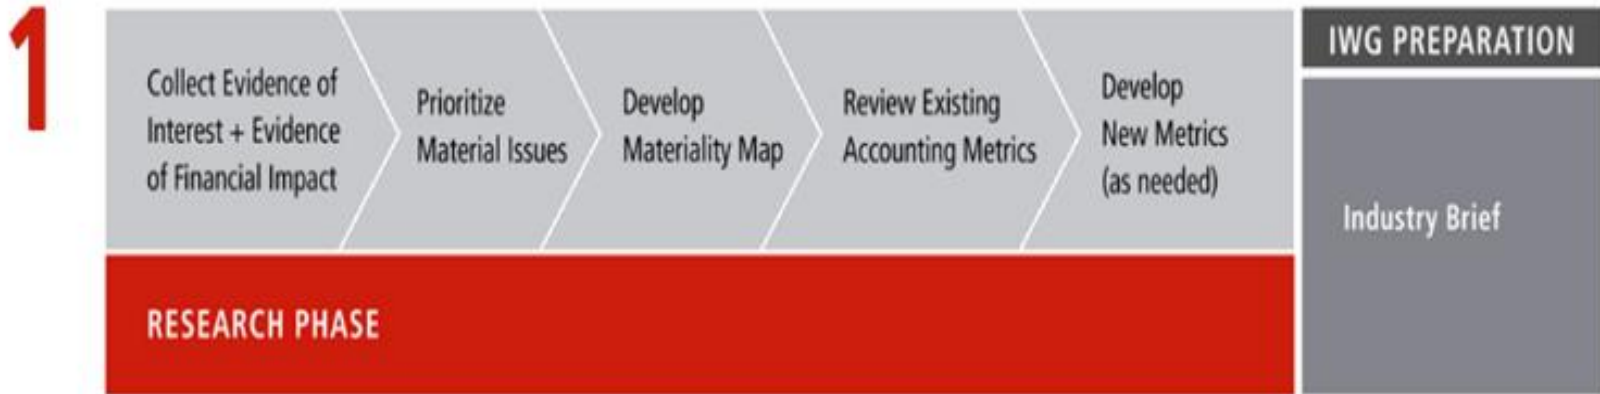 1
Collect Evidence of
Interest + Evidence
of Financial Impact
Prioritize
Material Issues
Develop
Materiality Map
Review Existing
Accounting Metrics
Develop
New Metrics
(as needed)
RESEARCH PHASE
IWG PREPARATION
Industry Brief